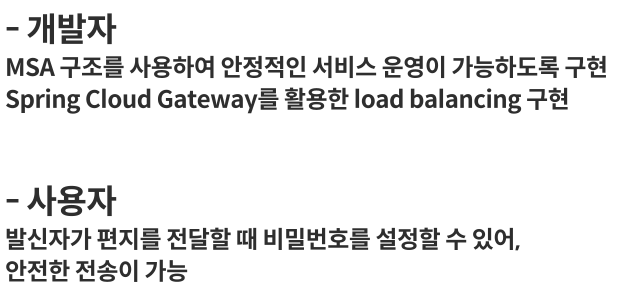 - 개발자
MSA 구조를 사용하여 안정적인 서비스 운영이 가능하도록 구현
Spring Cloud Gateway를 활용한 load balancing 구현
- 사용자
발신자가 편지를 전달할 때 비밀번호를 설정할 수 있어,
안전한 전송이 가능